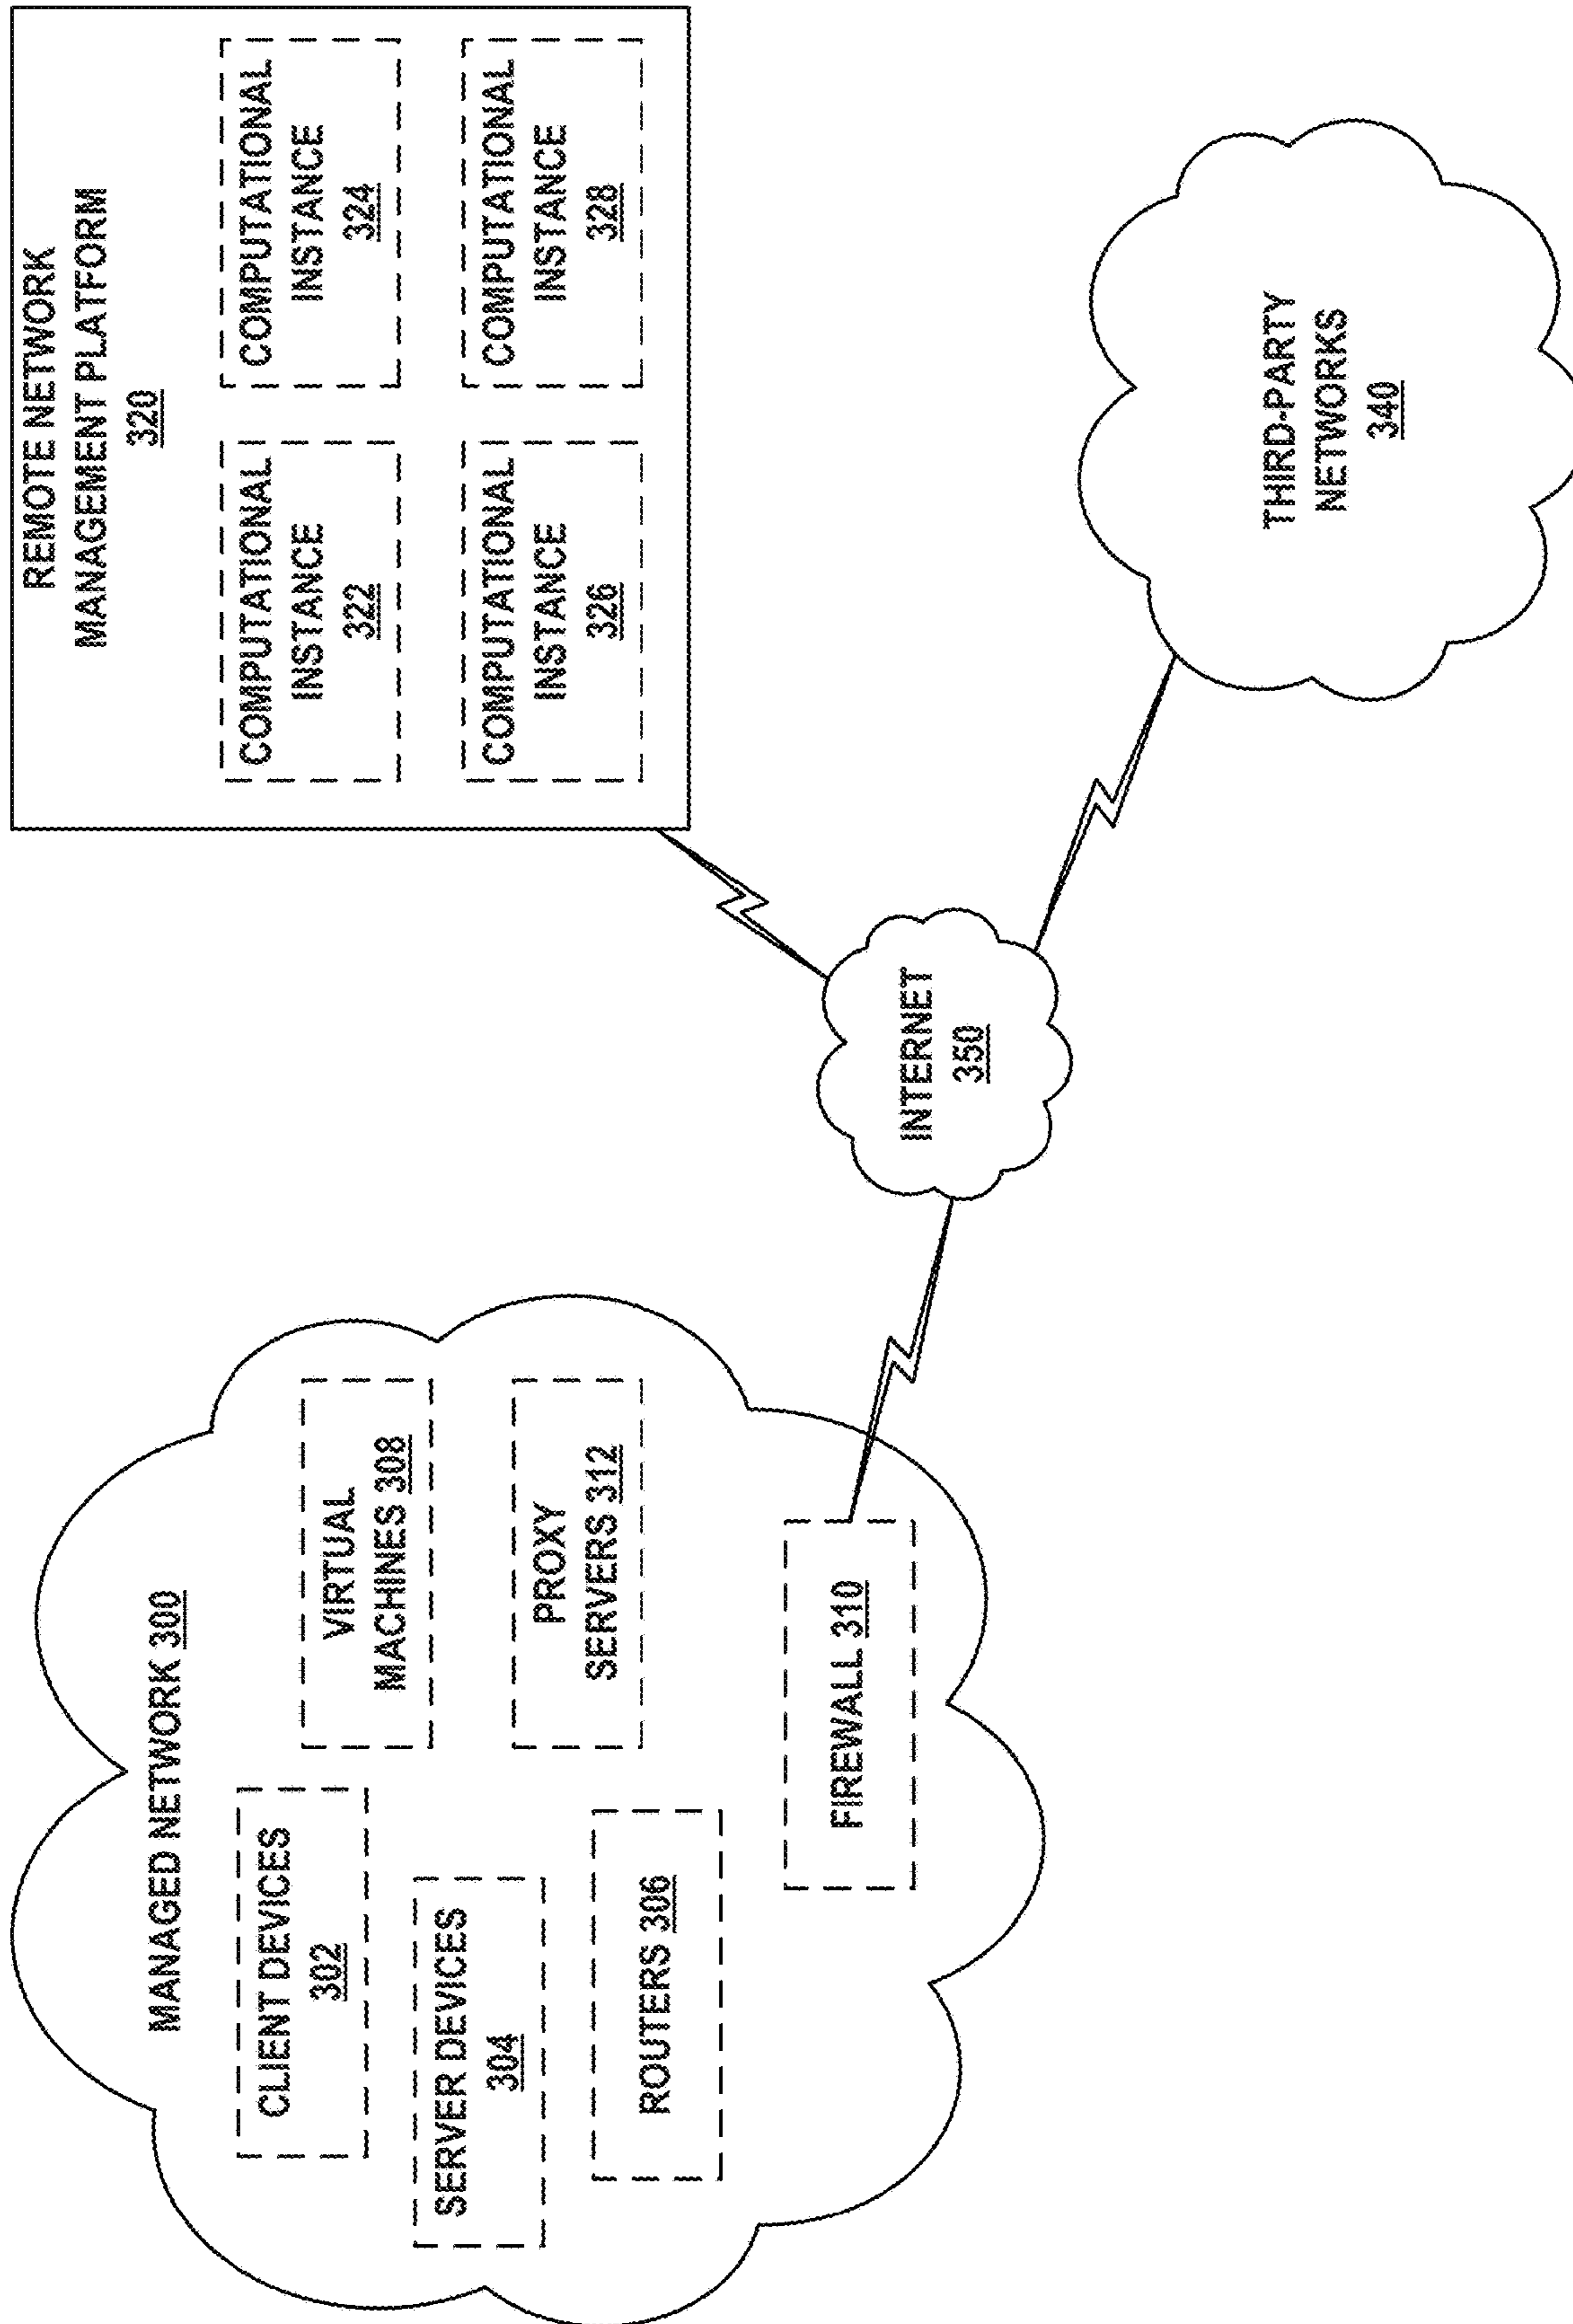 MANAGED NETWORK 300
CLIENT DEVICES
302
SERVER DEVICES
304
ROUTERS 306
VIRTUAL
MACHINES 308
PROXY
SERVERS 312
FIREWALL 310
INTERNET
350
REMOTE NETWORK
MANAGEMENT PLATFORM
320
COMPUTATIONAL
INSTANCE
322
COMPUTATIONAL
INSTANCE
324
COMPUTATIONAL
INSTANCE
326
COMPUTATIONAL
INSTANCE
328
THIRD-PARTY
NETWORKS
340